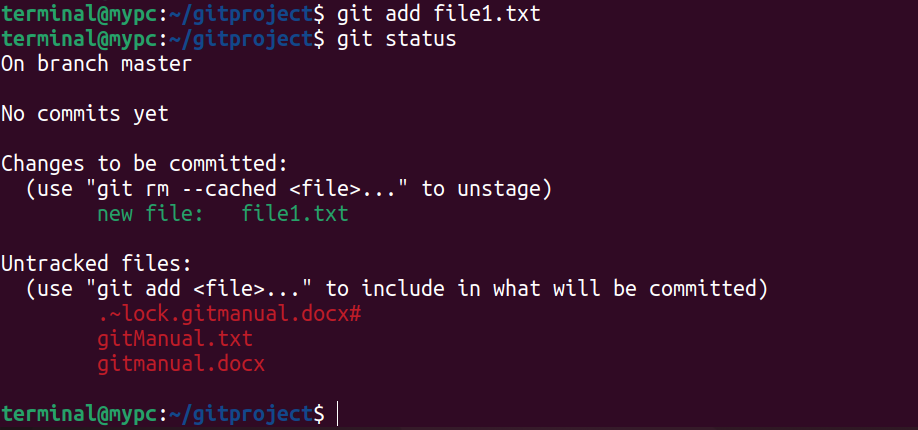 terminal@mypc:~/gitproject$ git add file1.txt
terminal@mypc:~/gitproject$ git status
On branch master
No commits yet
Changes to be committed:
  (use "git rm --cached <file>..." to unstage)
        new file:   file1.txt
Untracked files:
  (use "git add <file>..." to include in what will be committed)
        .~lock.gitmanual.docx#
        gitManual.txt
        gitmanual.docx
terminal@mypc:~/gitproject$